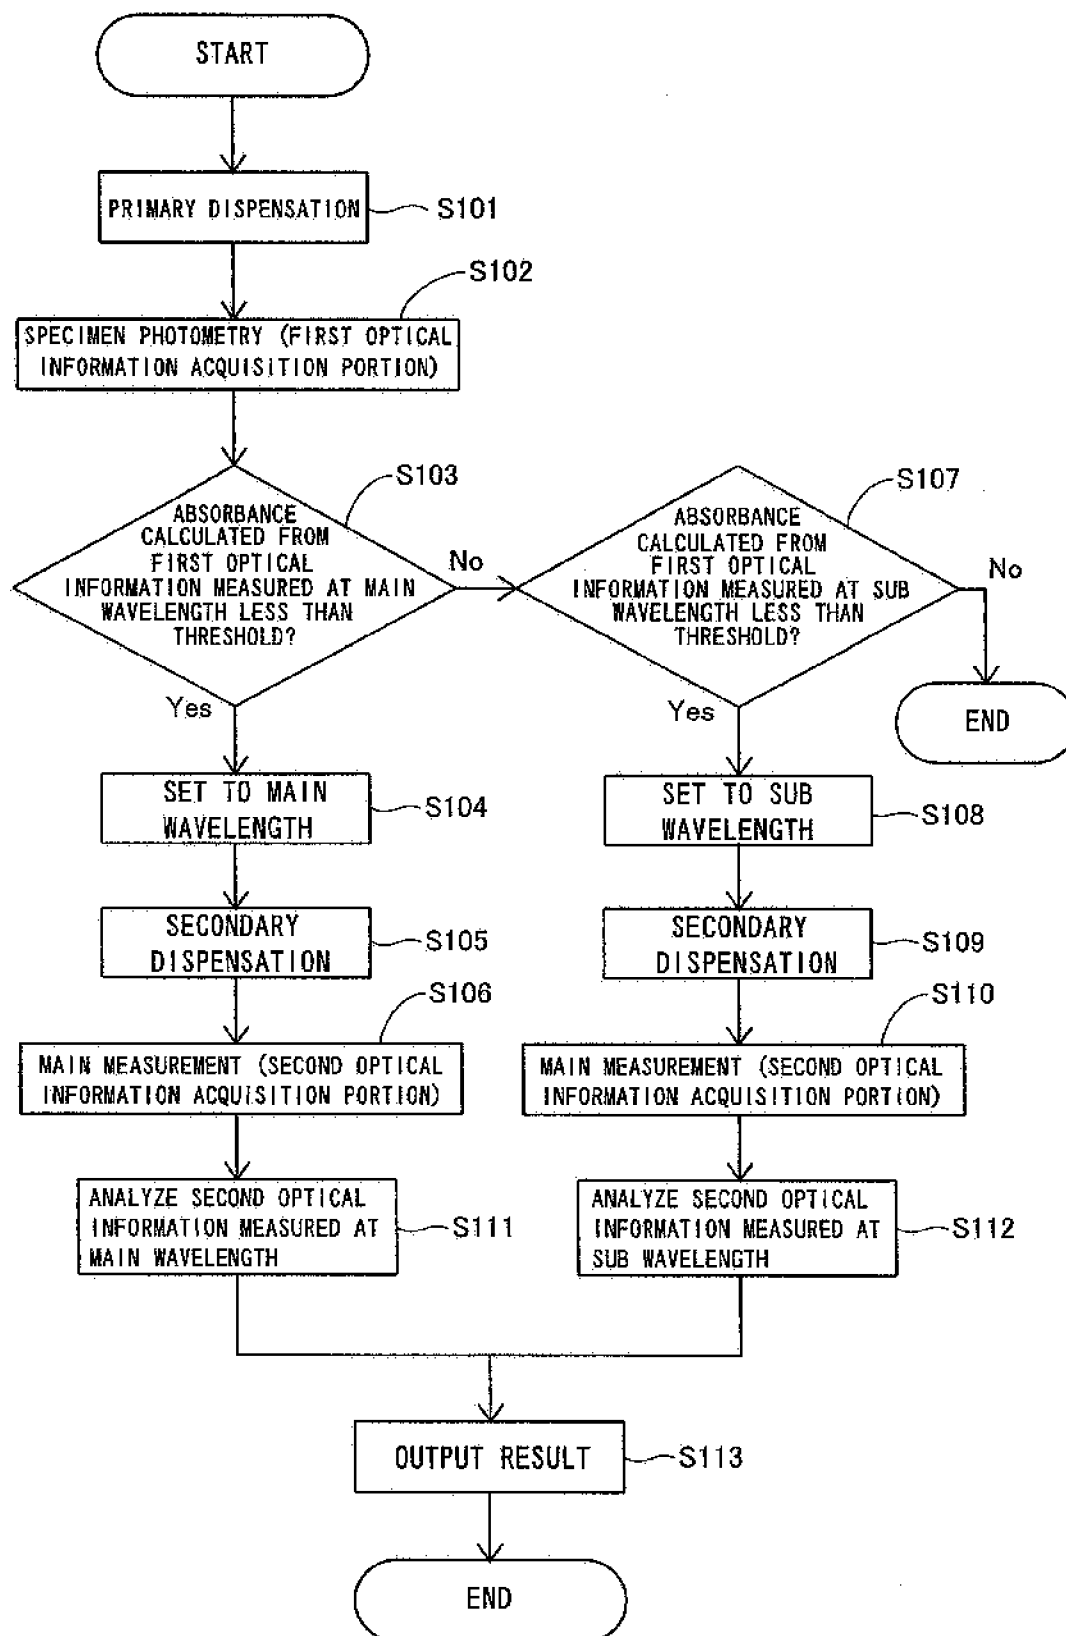 START
PRIMARY DISPENSATION
S101
S102
SPECIMEN PHOTOMETRY (FIRST OPTICAL
INFORMATION ACQUISITION PORTION)
S103
ABSORBANCE
CALCULATED FROM
FIRST OPTICAL
INFORMATION MEASURED AT MAIN
WAVELENGTH LESS THAN
THRESHOLD?
No
Yes
S107
ABSORBANCE
CALCULATED FROM
FIRST OPTICAL
INFORMATION MEASURED AT SUB
WAVELENGTH LESS THAN
THRESHOLD?
No
Yes
END
SET TO MAIN
WAVELENGTH
S104
SET TO SUB
WAVELENGTH
S108
SECONDARY
DISPENSATION
S105
SECONDARY
DISPENSATION
S109
S106
MAIN MEASUREMENT (SECOND OPTICAL
INFORMATION ACQUISITION PORTION)
S110
MAIN MEASUREMENT (SECOND OPTICAL
INFORMATION ACQUISITION PORTION)
ANALYZE SECOND OPTICAL
INFORMATION MEASURED AT
MAIN WAVELENGTH
S111
ANALYZE SECOND OPTICAL
INFORMATION MEASURED AT
SUB WAVELENGTH
S112
OUTPUT RESULT
S113
END